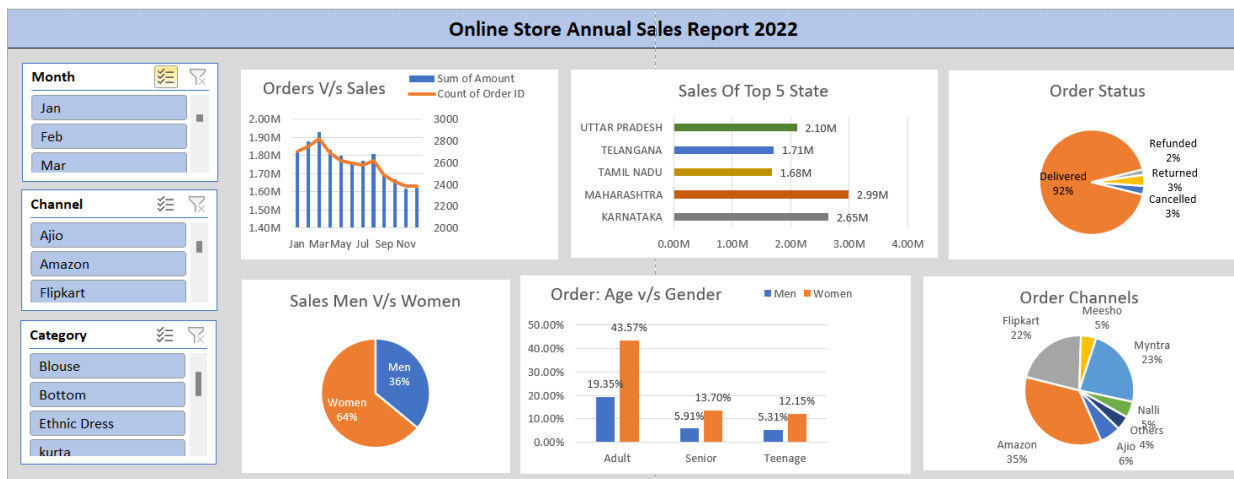 Online Store Annual Sales Report 2022
Month
Jan
Feb
Mar
Channel
Ajio
Amazon
Flipkart
Category
Blouse
Bottom
Ethnic Dress
kurta
Orders V/s Sales
Sum of Amount
Count of Order ID
2.00M
1.90M
1.80M
1.70M
1.60M
1.50M
1.40M
3000
2800
2600
2400
2200
2000
Jan Mar May Jul Sep Nov
Sales Of Top 5 State
UTTAR PRADESH 2.10M
TELANGANA 1.71M
TAMIL NADU 1.68M
MAHARASHTRA 2.99M
KARNATAKA 2.65M
0.00M 1.00M 2.00M 3.00M 4.00M
Order Status
Refunded
2%
Returned
3%
Cancelled
3%
Delivered
92%
Sales Men V/s Women
Men
36%
Women
64%
Order: Age v/s Gender
Men Women
50.00%
40.00%
30.00%
20.00%
10.00%
0.00%
19.35% 43.57%
5.91% 13.70%
5.31% 12.15%
Adult Senior Teenage
Order Channels
Meesho
5%
Flipkart
22%
Myntra
23%
Nalli
5%
Others
4%
Ajio
6%
Amazon
35%